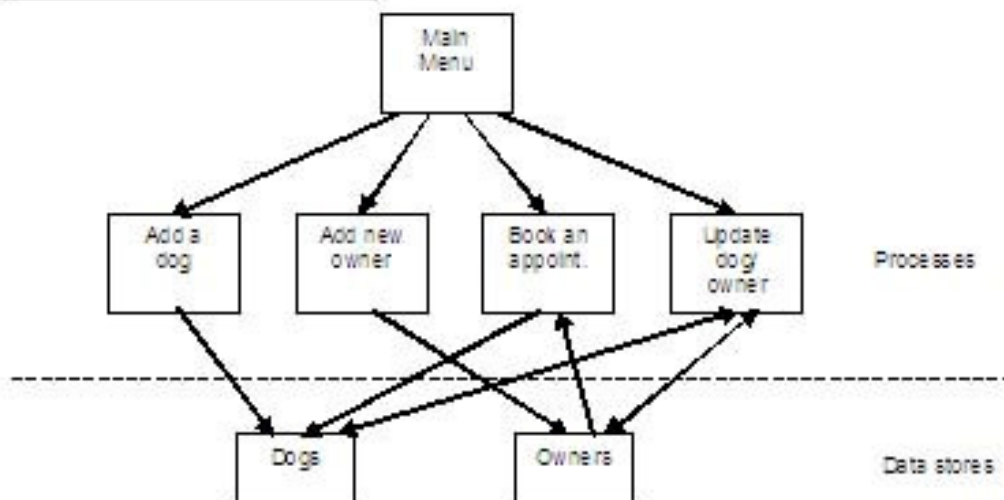 Main
Menu
Add a
dog
Add new
owner
Book an
appoint.
Update
dog/
owner
Processes
Dogs
Owners
Data stores